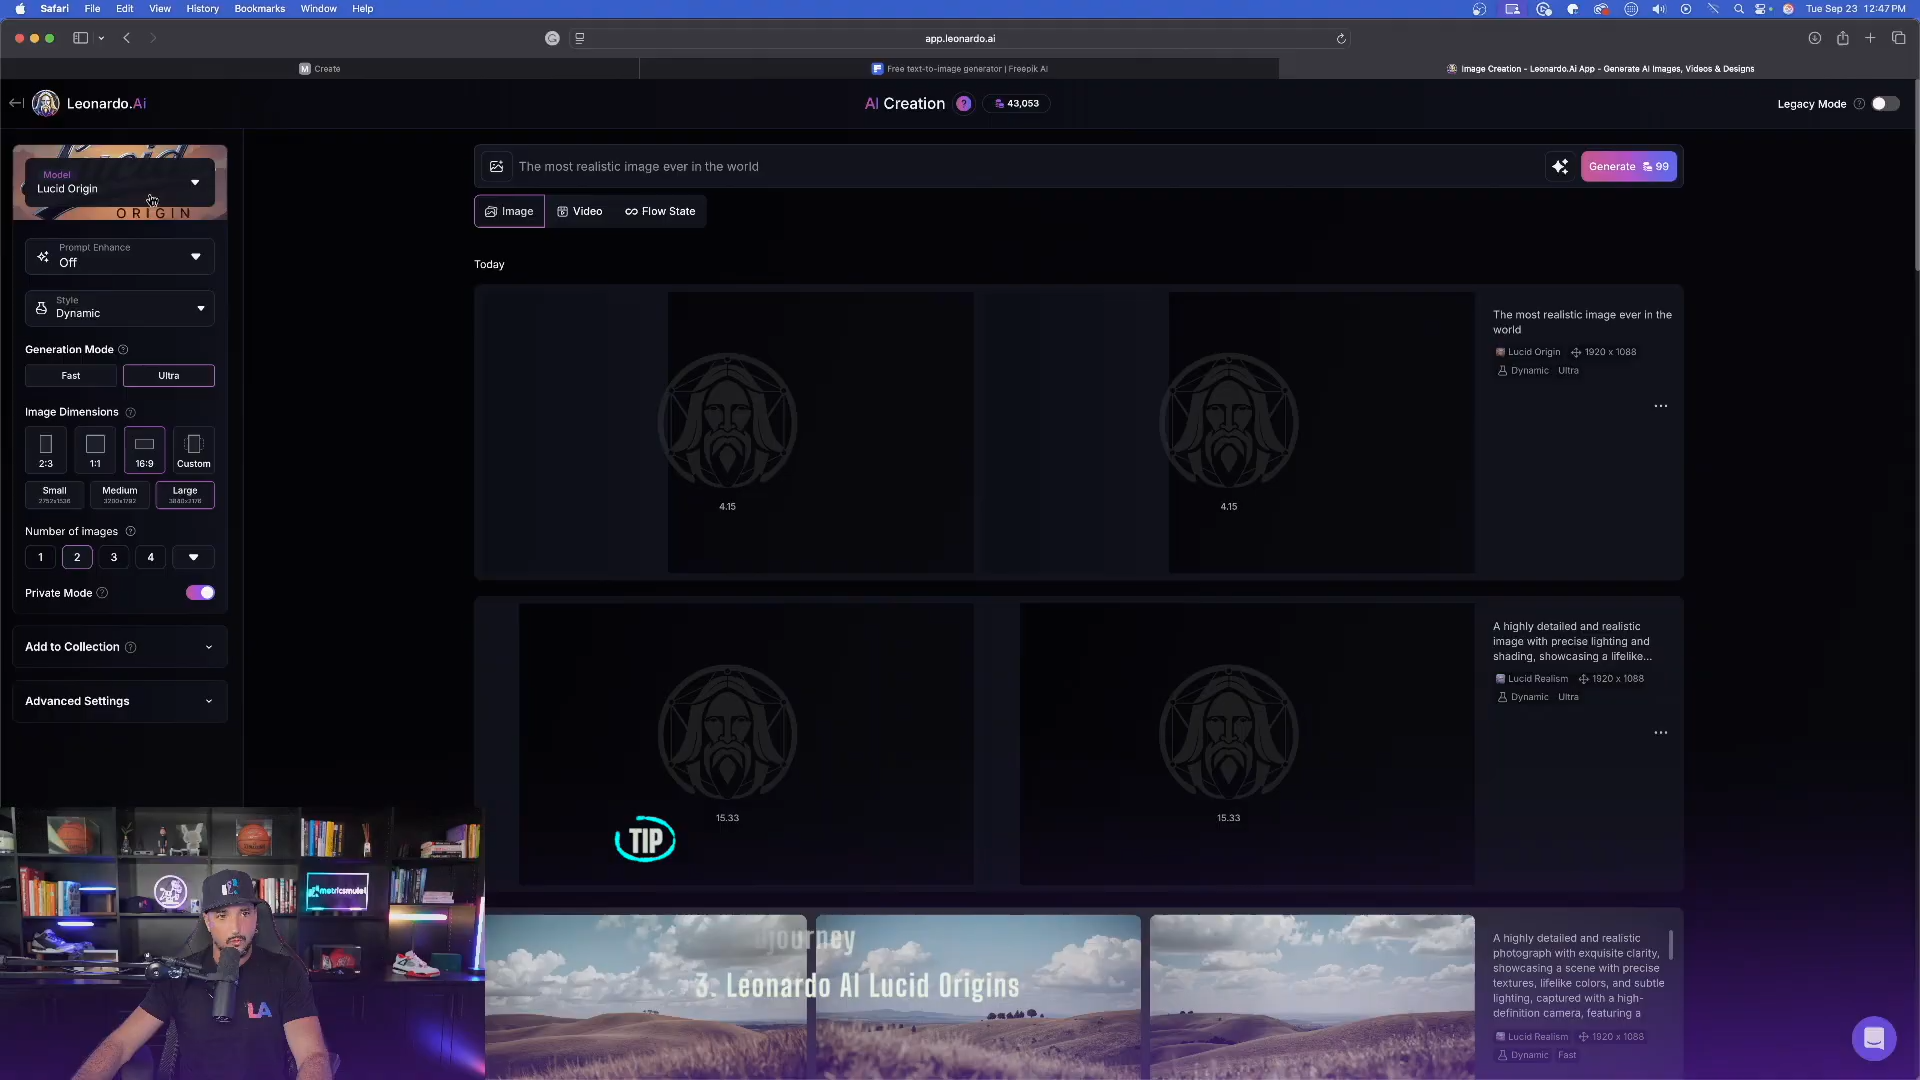 Safari File Edit View History Bookmarks Window Help
Tue Sep 23 12:47 PM
app.leonardo.ai
Create
Free text-to-image generator | Freepik AI
Image Creation - Leonardo.Ai App - Generate AI Images, Videos & Designs
Leonardo.Ai
AI Creation ? 43,053
Legacy Mode ?
Model
Lucid Origin
ORIGIN
The most realistic image ever in the world
Generate 99
Image Video Flow State
Prompt Enhance
Off
Style
Dynamic
Generation Mode ?
Fast Ultra
Image Dimensions ?
2:3 1:1 16:9 Custom
Small Medium Large
2752x1536 3200x1792 3840x2176
Number of images ?
1 2 3 4
Private Mode ?
Add to Collection ?
Advanced Settings
Today
4.15 4.15
The most realistic image ever in the
world
Lucid Origin 1920 x 1088
Dynamic Ultra
15.33 15.33
A highly detailed and realistic
image with precise lighting and
shading, showcasing a lifelike...
Lucid Realism 1920 x 1088
Dynamic Ultra
TIP
3. Leonardo AI Lucid Origins
A highly detailed and realistic
photograph with exquisite clarity,
showcasing a scene with precise
textures, lifelike colors, and subtle
lighting, captured with a high-
definition camera, featuring a
Lucid Realism 1920 x 1088
Dynamic Fast
metricsmule
LA